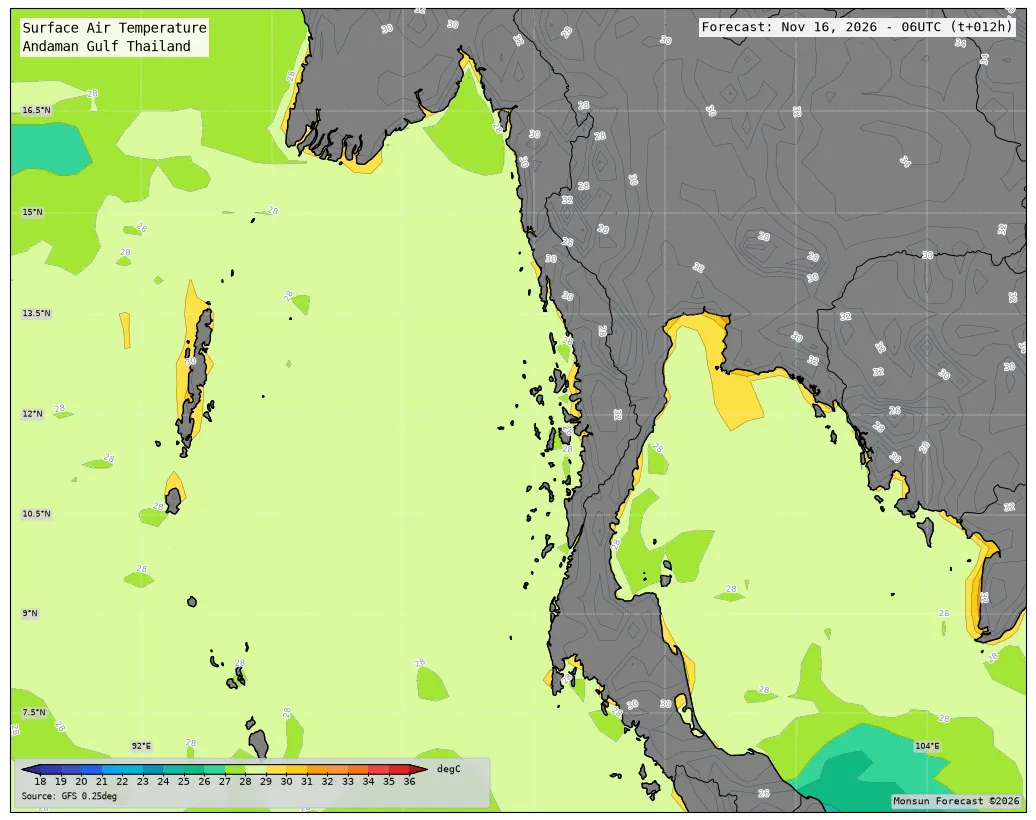 Surface Air Temperature
Andaman Gulf Thailand
Forecast: Nov 16, 2026 - 06UTC (t+012h)
16.5°N
15°N
13.5°N
12°N
10.5°N
9°N
7.5°N
92°E
104°E
18 19 20 21 22 23 24 25 26 27 28 29 30 31 32 33 34 35 36
degC
Source: GFS 0.25deg
Monsun Forecast ©2026